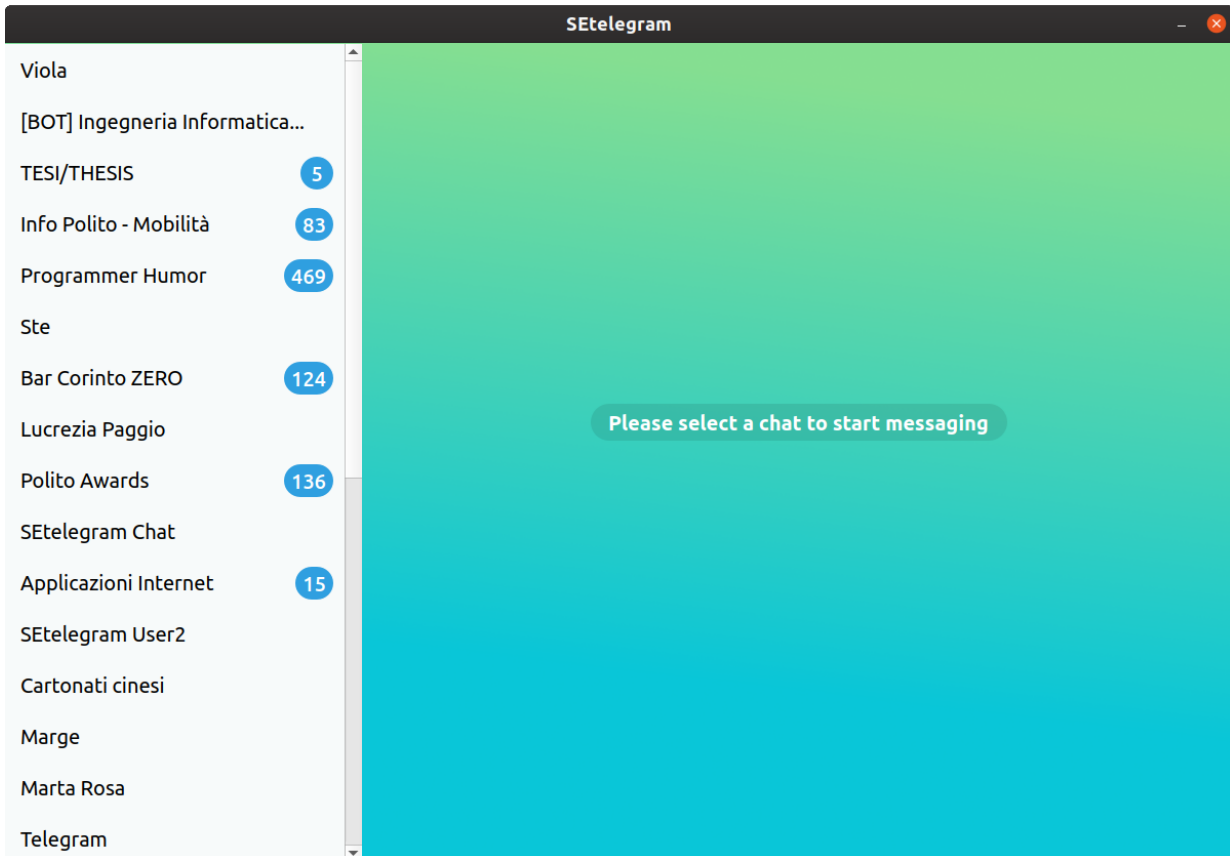 SEtelegram
Viola
[BOT] Ingegneria Informatica...
TESI/THESIS 5
Info Polito - Mobilità 83
Programmer Humor 469
Ste
Bar Corinto ZERO 124
Lucrezia Paggio
Polito Awards 136
SEtelegram Chat
Applicazioni Internet 15
SEtelegram User2
Cartonati cinesi
Marge
Marta Rosa
Telegram
Please select a chat to start messaging